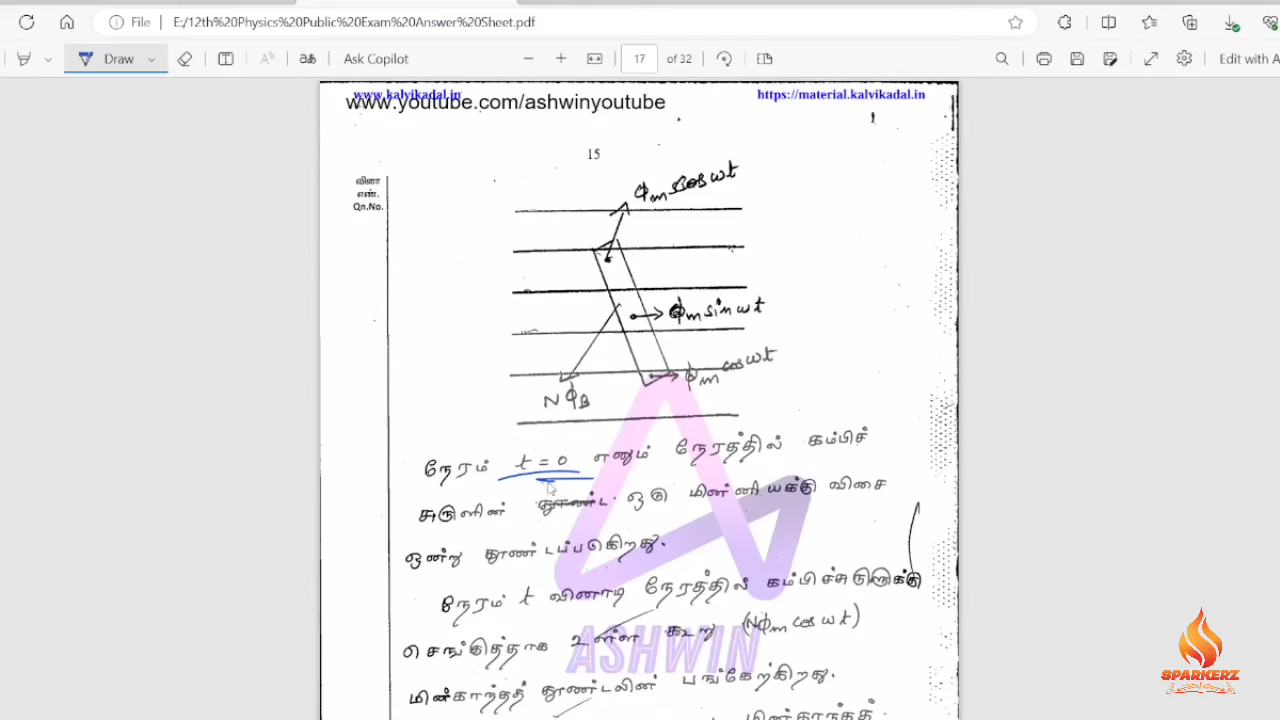 File E:/12th%20Physics%20Public%20Exam%20Answer%20Sheet.pdf
Draw Ask Copilot 17 of 32 Edit with A
www.kalvikadal.in https://material.kalvikadal.in
www.youtube.com/ashwinyoutube
15
வினா
எண்.
Qn.No.
Φm cos ωt
Φm sin ωt
Φm cos ωt
NΦB
நேரம் t = 0 எனும் நேரத்தில் கம்பிச்
சுருளின் ஒரு மின்னியக்கு விசை
ஒன்று தூண்டப்படுகிறது.
நேரம் t வினாடி நேரத்தில் கம்பிச்சுருளுக்கு
செங்குத்தாக உள்ள கூறு (NΦm cos ωt)
மின்காந்தத் தூண்டலின் பங்கேற்கிறது.
மின்காந்தத்
ASHWIN
SPARKERZ